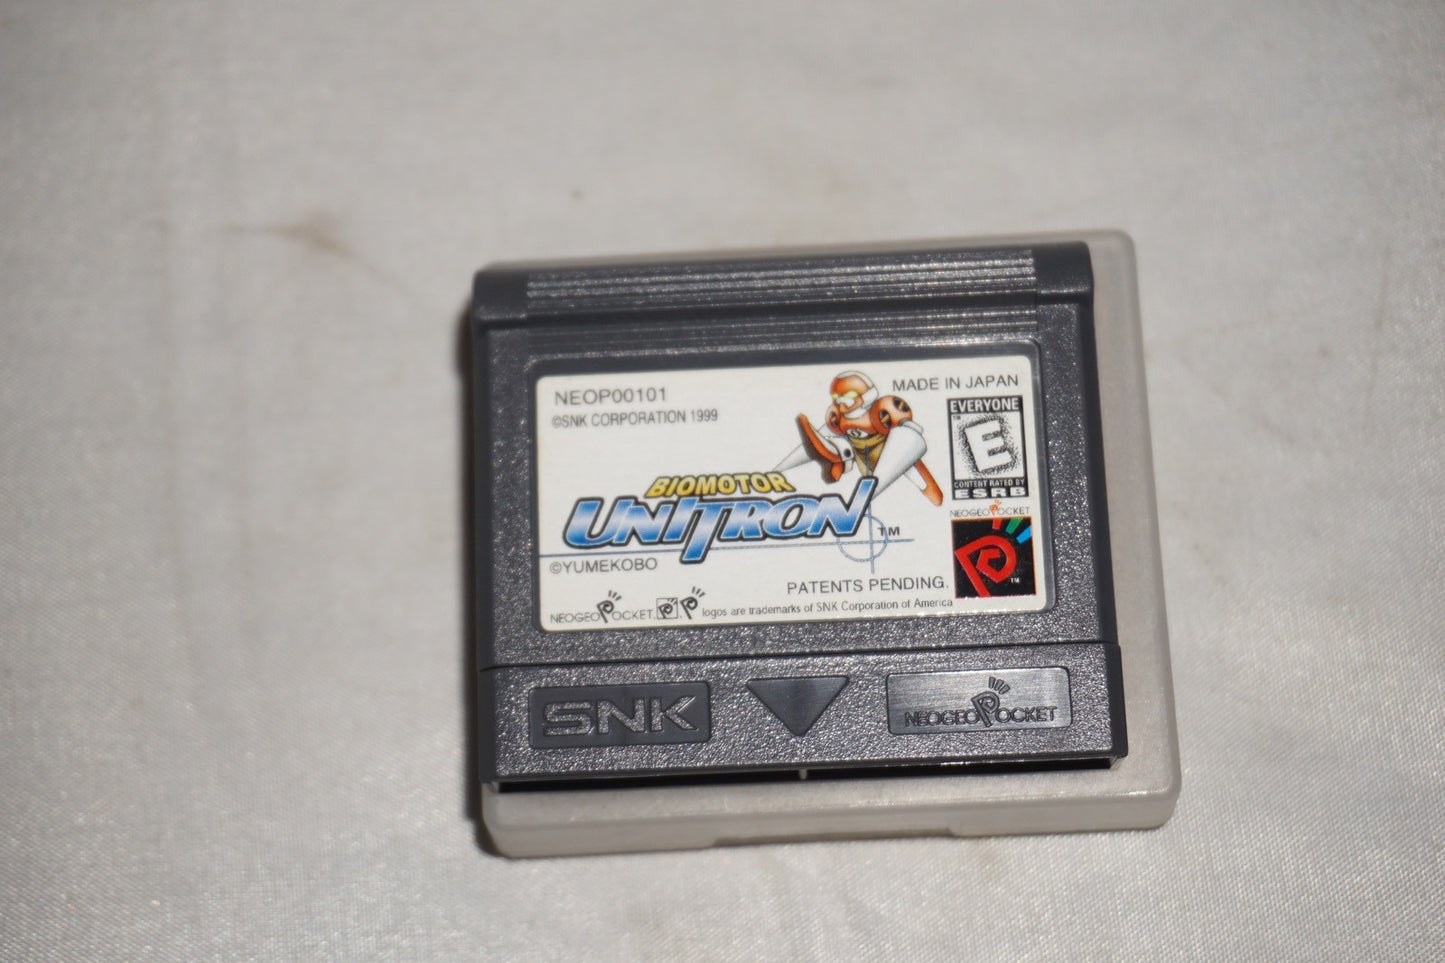 NEOP00101
©SNK CORPORATION 1999
MADE IN JAPAN
EVERYONE
E
CONTENT RATED BY
ESRB
BIOMOTOR
UNITRON TM
NEOGEO POCKET
TM
©YUMEKOBO
PATENTS PENDING.
NEOGEO POCKET, P, P logos are trademarks of SNK Corporation of America
SNK
NEOGEO POCKET